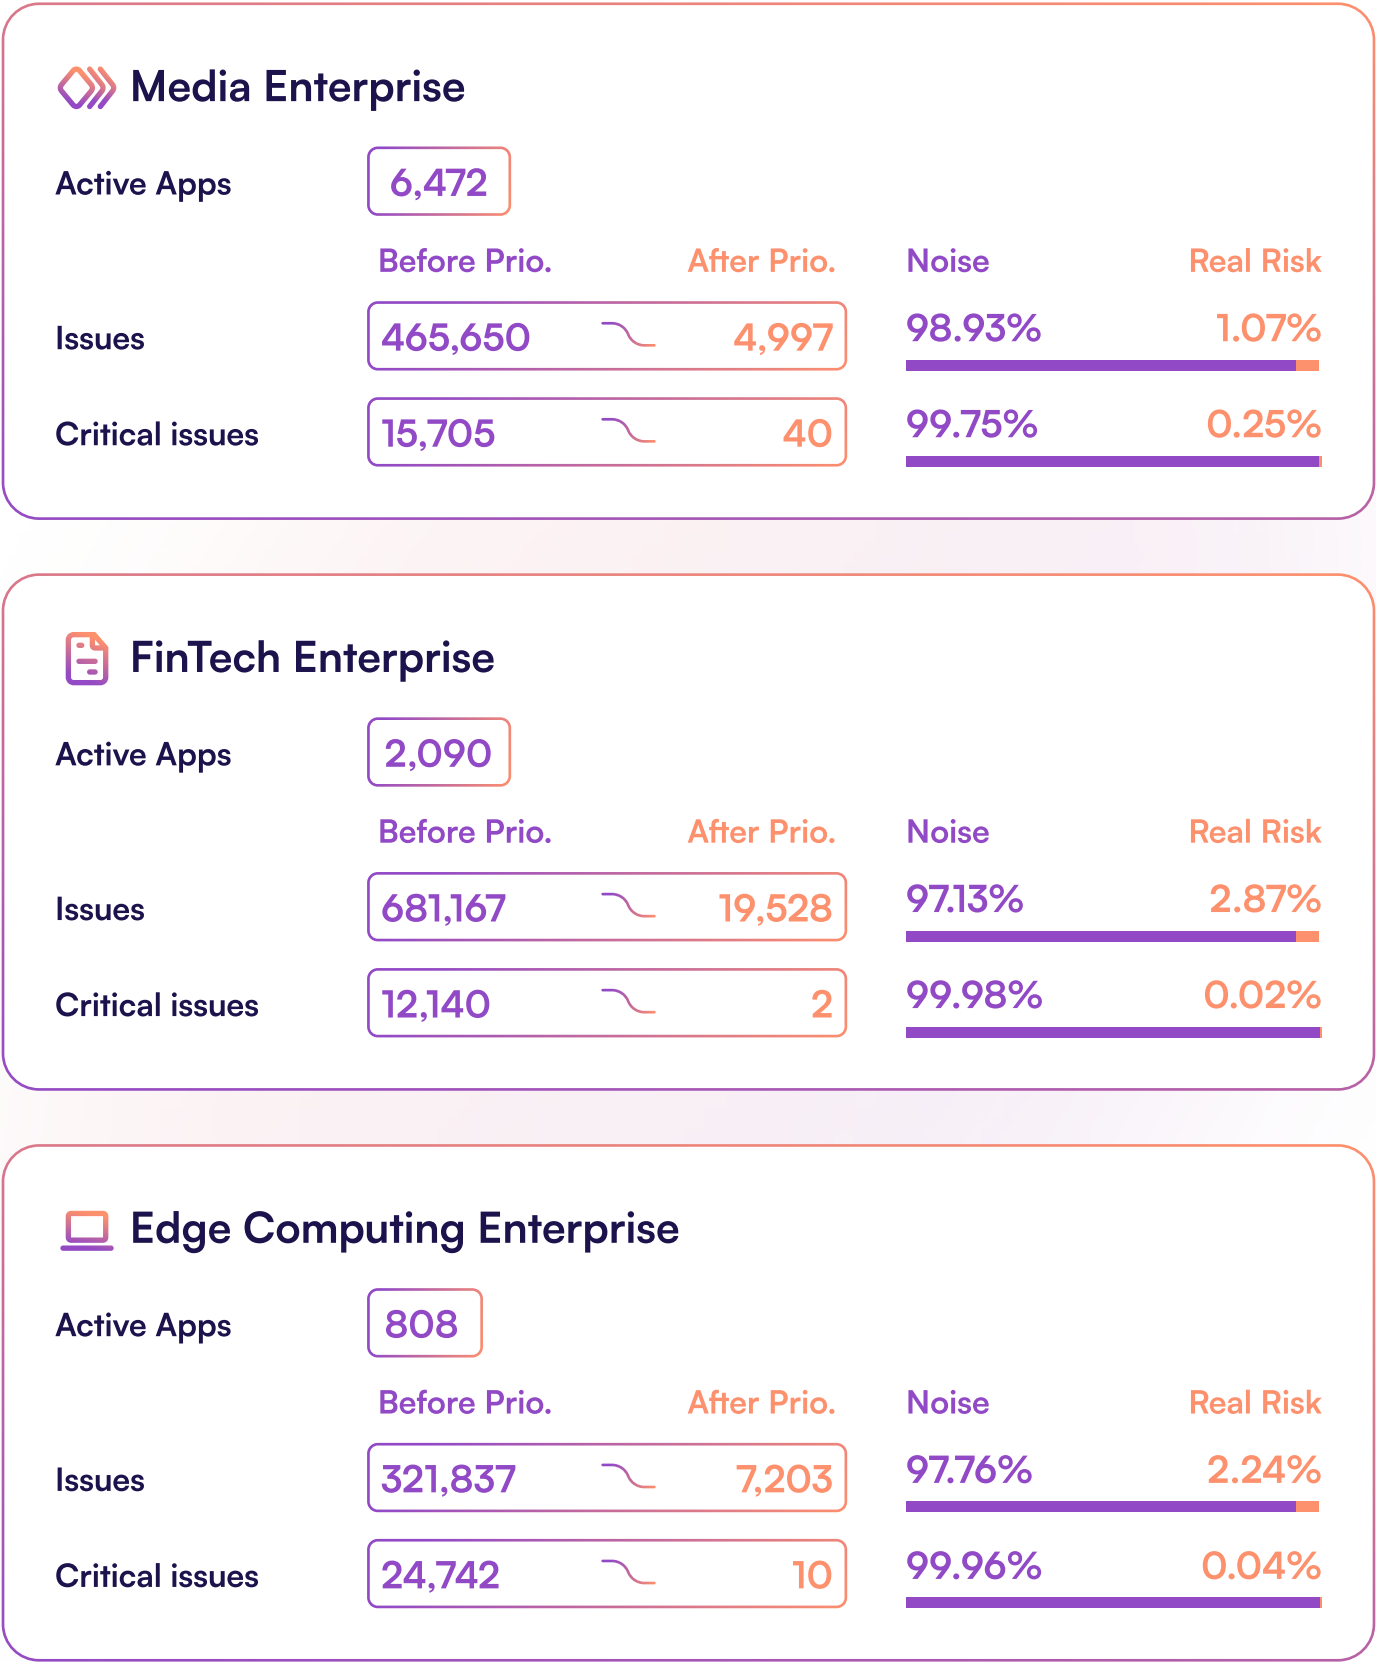 Media Enterprise
Active Apps 6,472
Before Prio. After Prio. Noise Real Risk
Issues 465,650 4,997 98.93% 1.07%
Critical issues 15,705 40 99.75% 0.25%
FinTech Enterprise
Active Apps 2,090
Before Prio. After Prio. Noise Real Risk
Issues 681,167 19,528 97.13% 2.87%
Critical issues 12,140 2 99.98% 0.02%
Edge Computing Enterprise
Active Apps 808
Before Prio. After Prio. Noise Real Risk
Issues 321,837 7,203 97.76% 2.24%
Critical issues 24,742 10 99.96% 0.04%